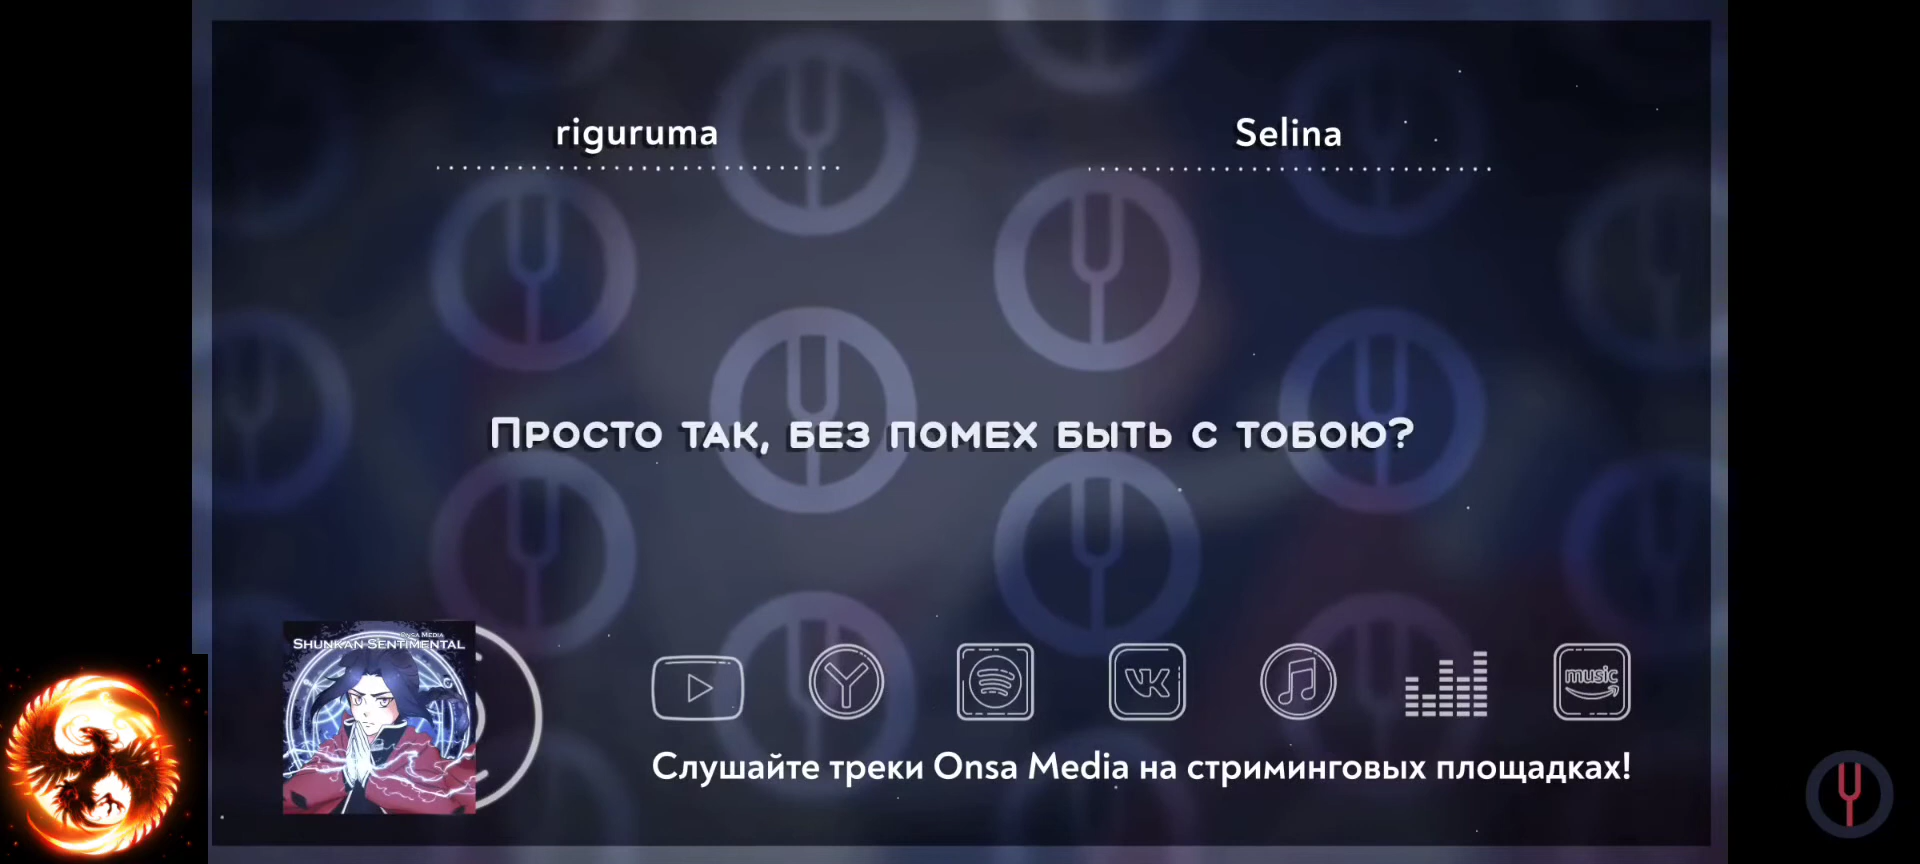 riguruma
Selina
Просто так, без помех быть с тобою?
Onsa Media
Shunkan Sentimental
music
Слушайте треки Onsa Media на стриминговых площадках!